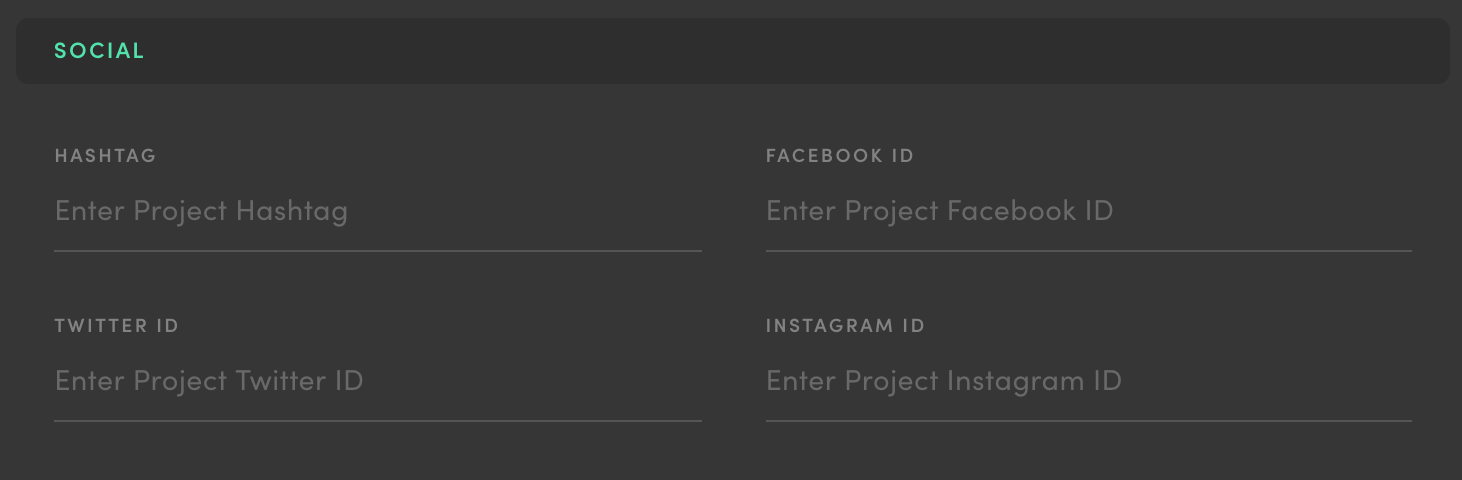 SOCIAL
HASHTAG
Enter Project Hashtag
FACEBOOK ID
Enter Project Facebook ID
TWITTER ID
Enter Project Twitter ID
INSTAGRAM ID
Enter Project Instagram ID